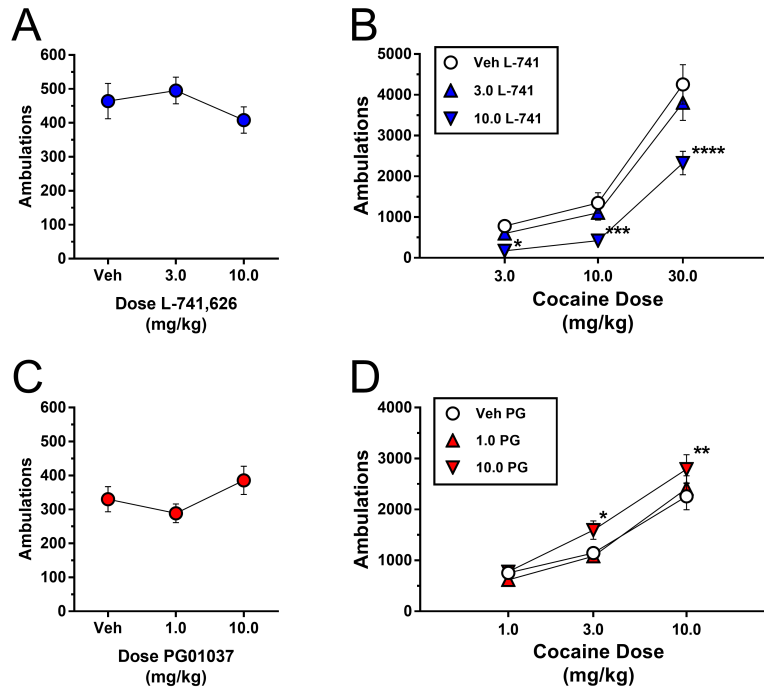 A
600
500
400
300
200
100
0
Ambulations
Veh 3.0 10.0
Dose L-741,626
(mg/kg)
B
5000
4000
3000
2000
1000
0
Ambulations
Veh L-741
3.0 L-741
10.0 L-741
*
***
****
3.0 10.0 30.0
Cocaine Dose
(mg/kg)
C
600
500
400
300
200
100
0
Ambulations
Veh 1.0 10.0
Dose PG01037
(mg/kg)
D
4000
3000
2000
1000
0
Ambulations
Veh PG
1.0 PG
10.0 PG
*
**
1.0 3.0 10.0
Cocaine Dose
(mg/kg)